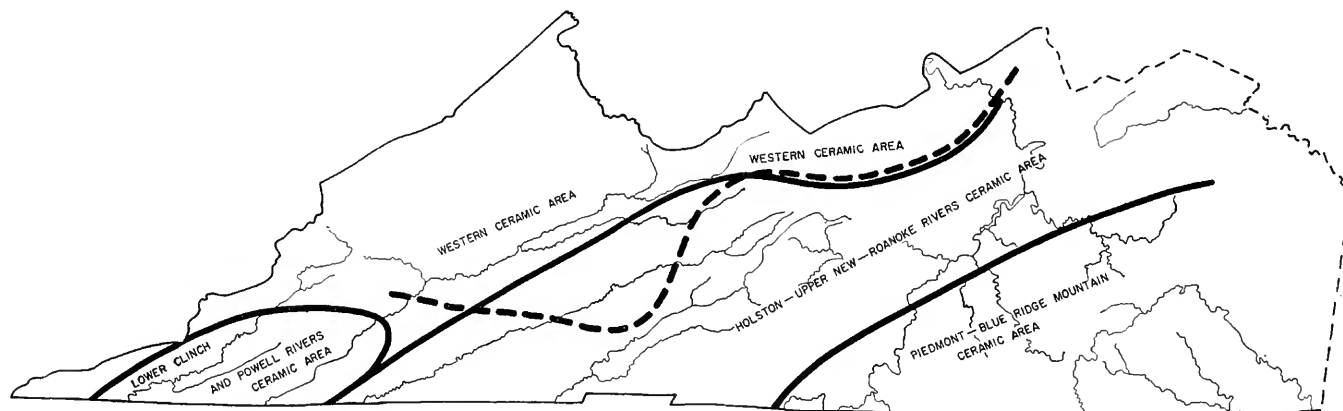 WESTERN CERAMIC AREA
WESTERN CERAMIC AREA
HOLSTON—UPPER NEW—ROANOKE RIVERS CERAMIC AREA
PIEDMONT—BLUE RIDGE MOUNTAIN
CERAMIC AREA
LOWER CLINCH
AND POWELL RIVERS
CERAMIC AREA